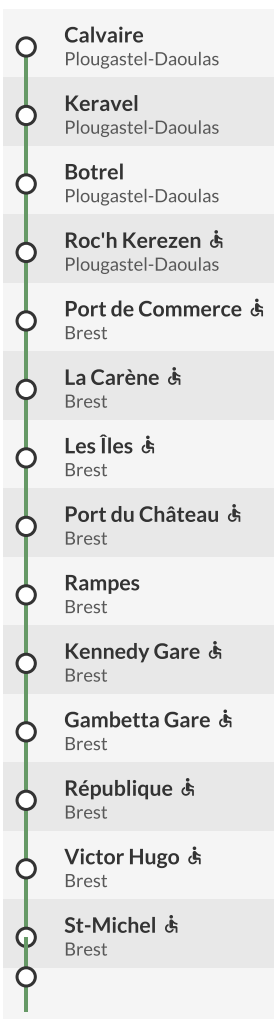 Calvaire
Plougastel-Daoulas
Keravel
Plougastel-Daoulas
Botrel
Plougastel-Daoulas
Roc'h Kerezen
Plougastel-Daoulas
Port de Commerce
Brest
La Carène
Brest
Les Îles
Brest
Port du Château
Brest
Rampes
Brest
Kennedy Gare
Brest
Gambetta Gare
Brest
République
Brest
Victor Hugo
Brest
St-Michel
Brest